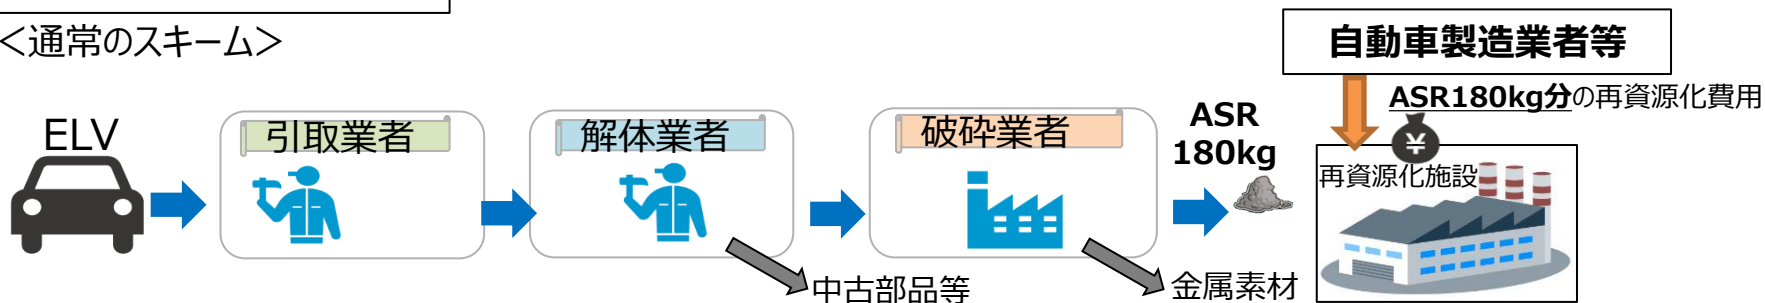 ＜通常のスキーム＞
自動車製造業者等
ASR180kg分の再資源化費用
ELV
引取業者
解体業者
破砕業者
ASR
180kg
¥
再資源化施設
中古部品等
金属素材